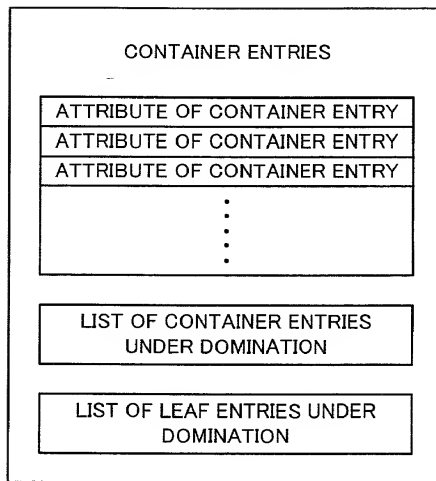 CONTAINER ENTRIES
ATTRIBUTE OF CONTAINER ENTRY
ATTRIBUTE OF CONTAINER ENTRY
ATTRIBUTE OF CONTAINER ENTRY
LIST OF CONTAINER ENTRIES
UNDER DOMINATION
LIST OF LEAF ENTRIES UNDER
DOMINATION